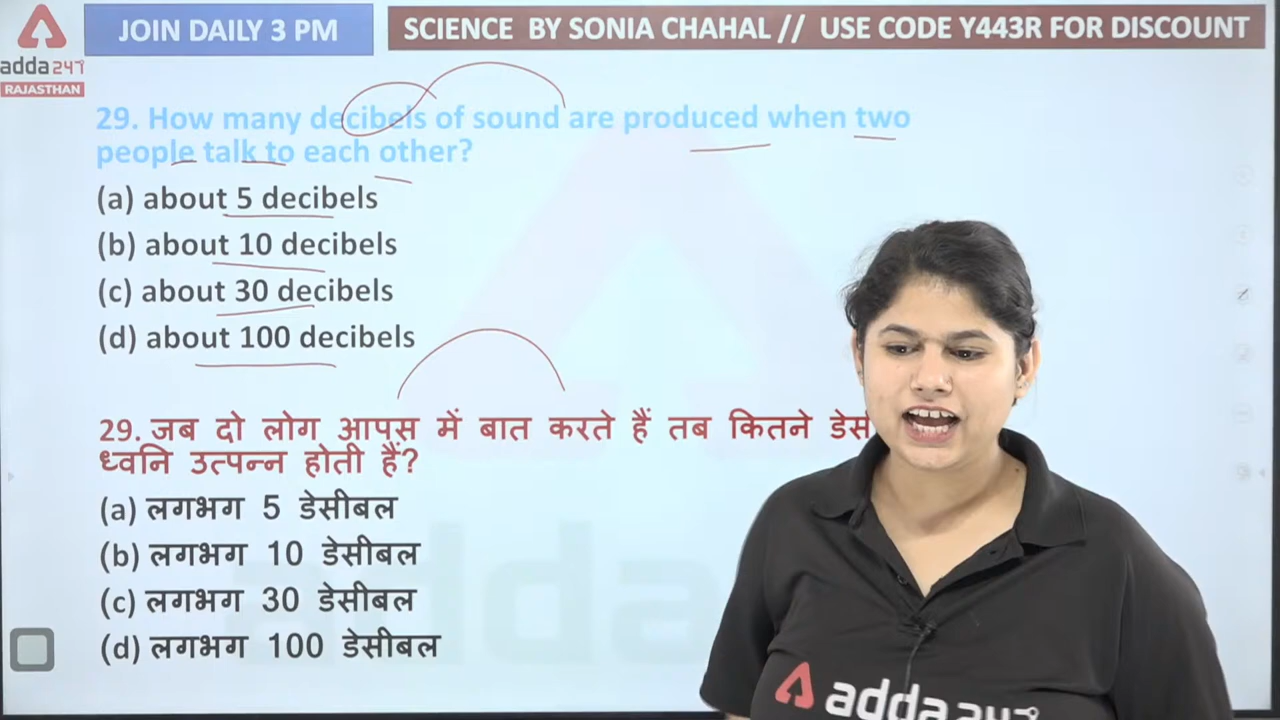 JOIN DAILY 3 PM
SCIENCE BY SONIA CHAHAL // USE CODE Y443R FOR DISCOUNT
adda247
RAJASTHAN
29. How many decibels of sound are produced when two
people talk to each other?
(a) about 5 decibels
(b) about 10 decibels
(c) about 30 decibels
(d) about 100 decibels
29. जब दो लोग आपस में बात करते हैं तब कितने
ध्वनि उत्पन्न होती हैं?
(a) लगभग 5 डेसीबल
(b) लगभग 10 डेसीबल
(c) लगभग 30 डेसीबल
(d) लगभग 100 डेसीबल
adda247